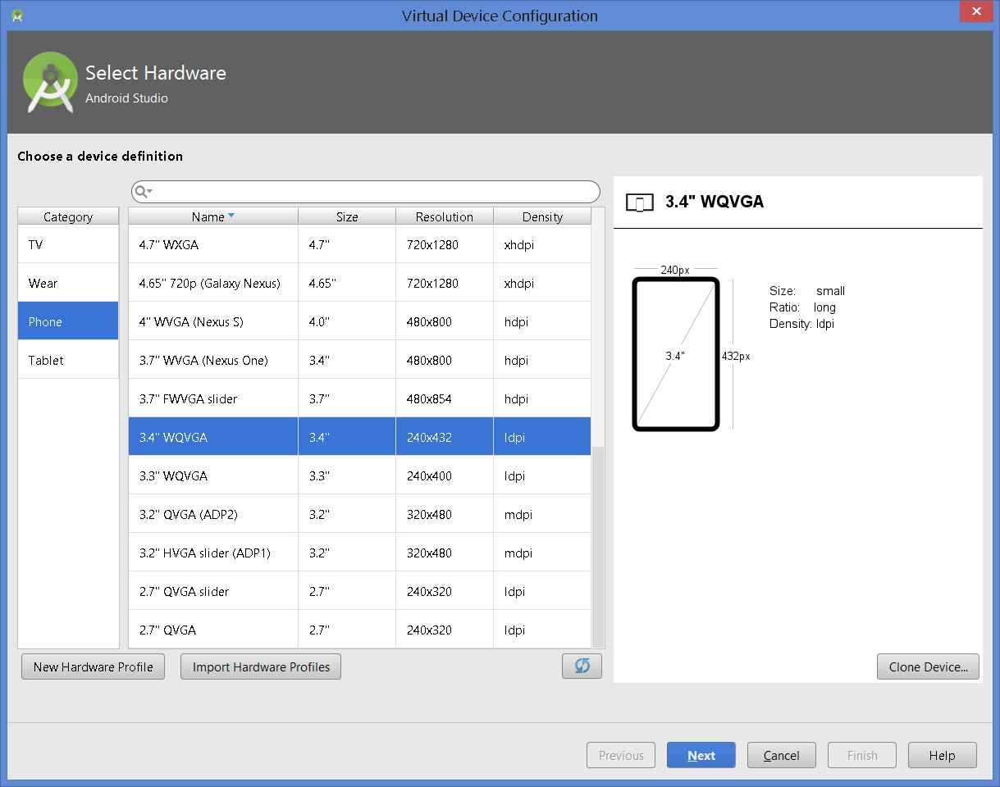 Virtual Device Configuration
Select Hardware
Android Studio
Choose a device definition
Category
TV
Wear
Phone
Tablet
Name Size Resolution Density
4.7" WXGA 4.7" 720x1280 xhdpi
4.65" 720p (Galaxy Nexus) 4.65" 720x1280 xhdpi
4" WVGA (Nexus S) 4.0" 480x800 hdpi
3.7" WVGA (Nexus One) 3.4" 480x800 hdpi
3.7" FWVGA slider 3.7" 480x854 hdpi
3.4" WQVGA 3.4" 240x432 ldpi
3.3" WQVGA 3.3" 240x400 ldpi
3.2" QVGA (ADP2) 3.2" 320x480 mdpi
3.2" HVGA slider (ADP1) 3.2" 320x480 mdpi
2.7" QVGA slider 2.7" 240x320 ldpi
2.7" QVGA 2.7" 240x320 ldpi
3.4" WQVGA
240px
3.4"
432px
Size: small
Ratio: long
Density: ldpi
New Hardware Profile Import Hardware Profiles Clone Device...
Previous Next Cancel Finish Help